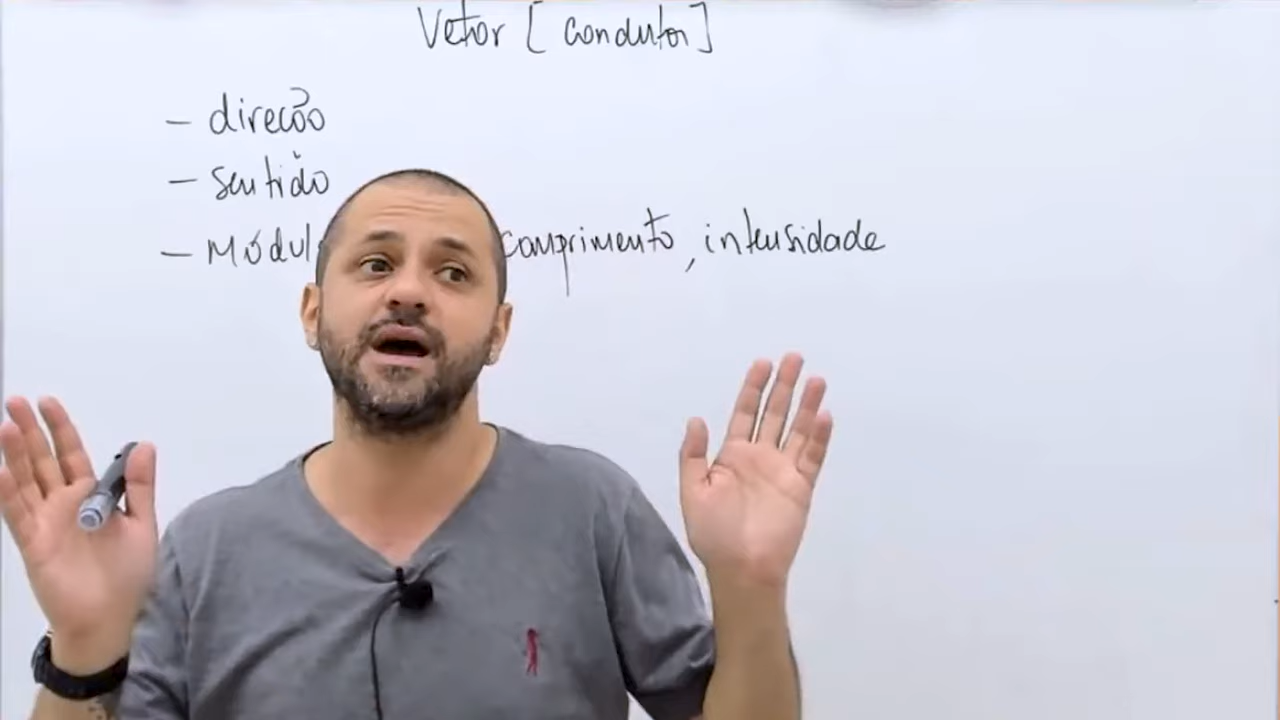 Vetor [condutor]
- direção
- sentido
- Módul comprimento, intensidade